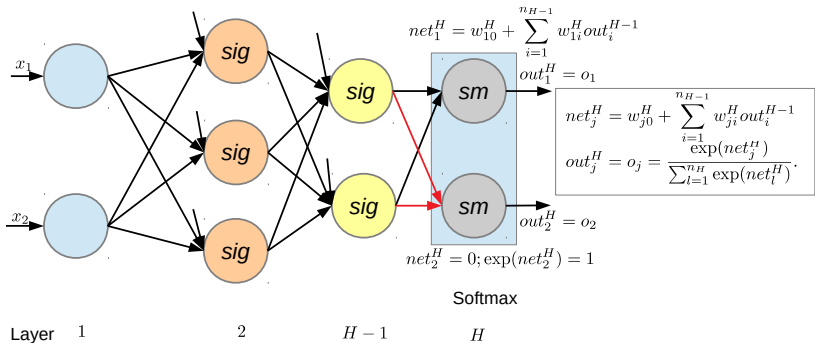 net_1^H = w_{10}^H + \sum_{i=1}^{n_{H-1}} w_{1i}^H out_i^{H-1}
x_1
sig
sig
sm
out_1^H = o_1
net_j^H = w_{j0}^H + \sum_{i=1}^{n_{H-1}} w_{ji}^H out_i^{H-1}
out_j^H = o_j = \frac{\exp(net_j^H)}{\sum_{l=1}^{n_H} \exp(net_l^H)}.
sig
x_2
sig
sm
out_2^H = o_2
sig
net_2^H = 0; \exp(net_2^H) = 1
Softmax
Layer 1 2 H − 1 H